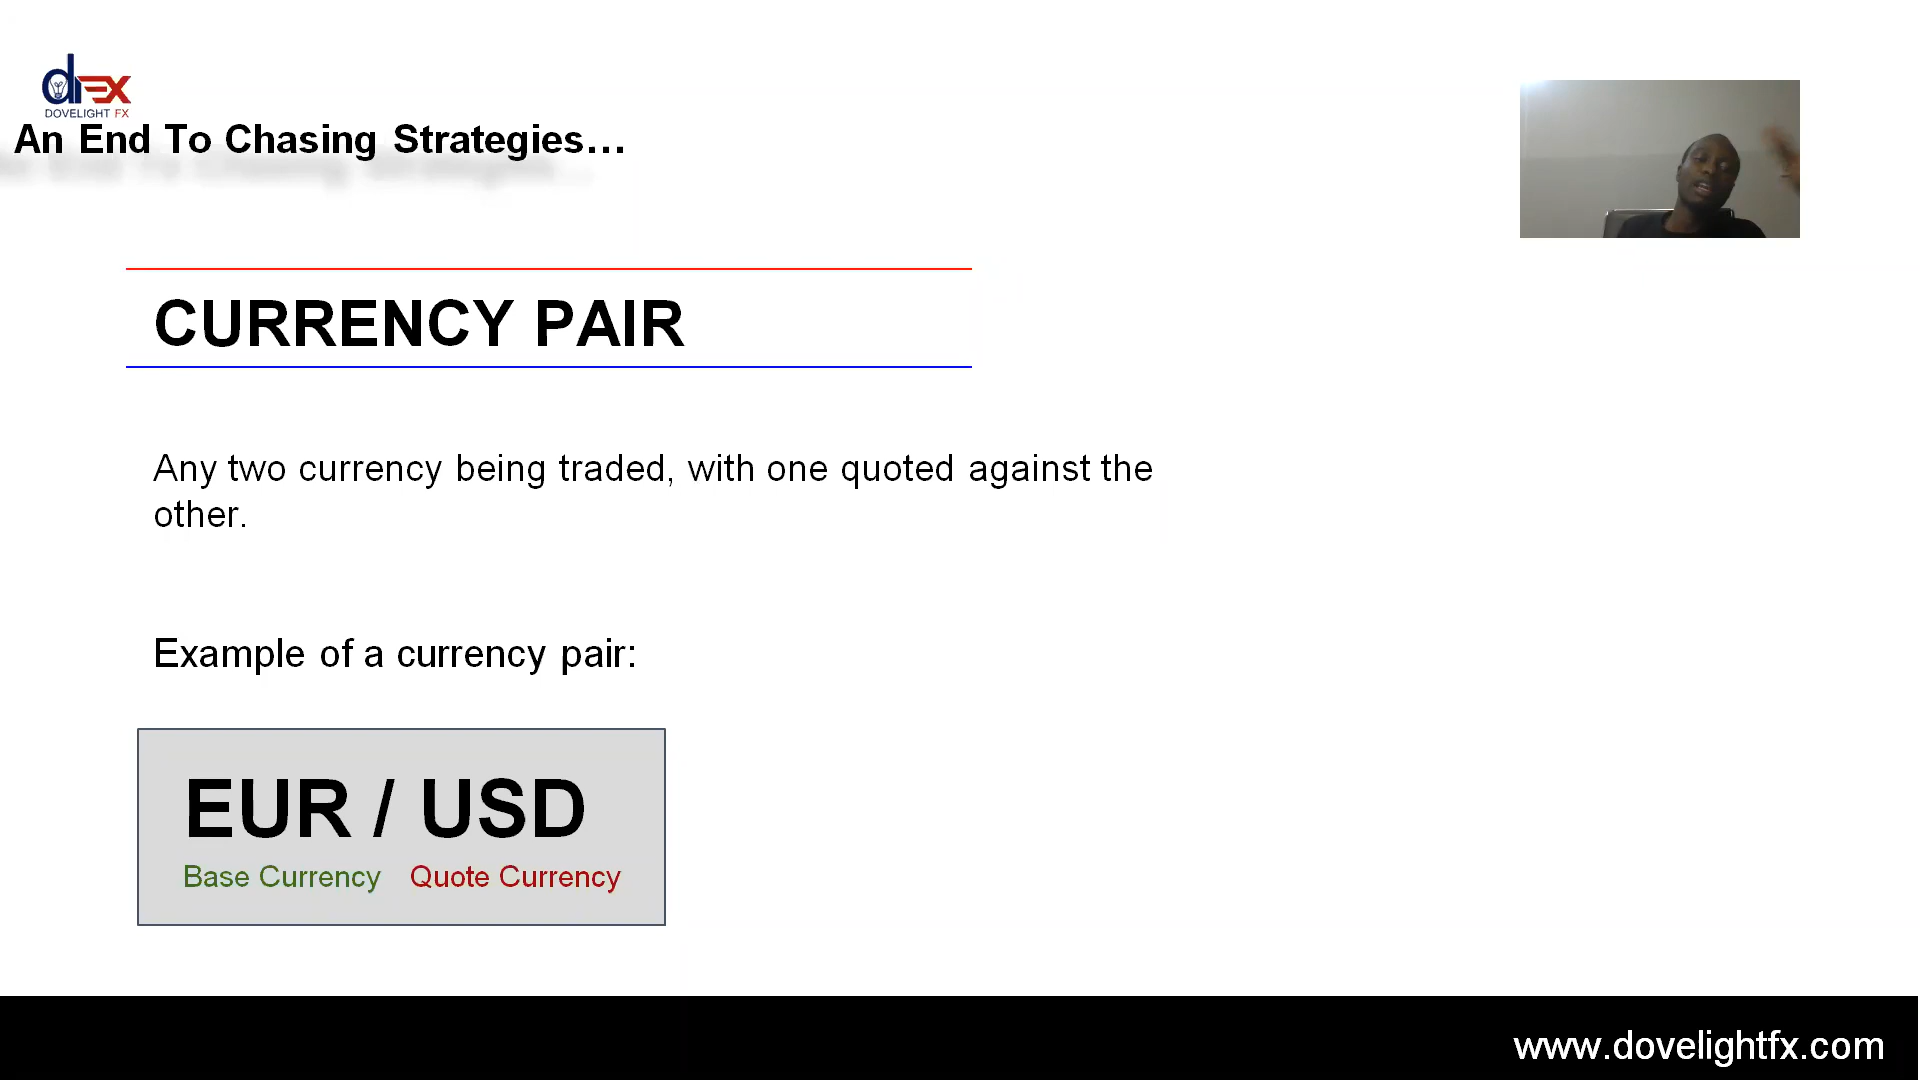 DOVELIGHT FX
An End To Chasing Strategies...
CURRENCY PAIR
Any two currency being traded, with one quoted against the
other.
Example of a currency pair:
EUR / USD
Base Currency Quote Currency
www.dovelightfx.com